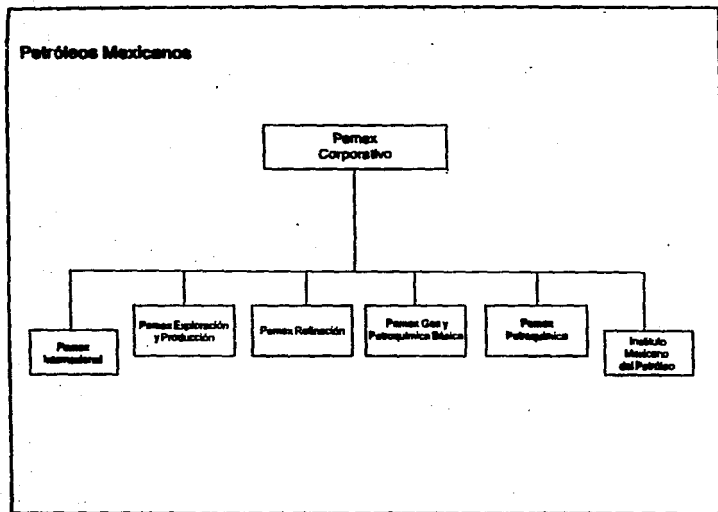 Petróleos Mexicanos
Pemex
Corporativo
Pemex
Internacional
Pemex Exploración
y Producción
Pemex Refinación
Pemex Gas y
Petroquímica Básica
Pemex
Petroquímica
Instituto
Mexicano
del Petróleo